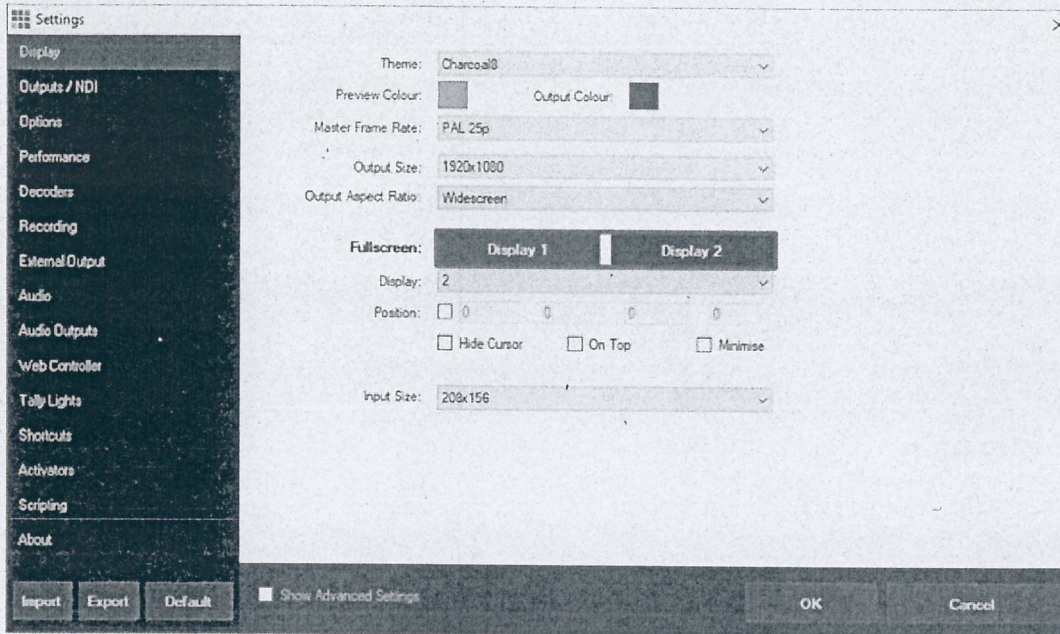 Settings
Display
Outputs / NDI
Options
Performance
Decoders
Recording
External Output
Audio
Audio Outputs
Web Controller
Tally Lights
Shortcuts
Activators
Scripting
About
Import Export Default
Theme: Charcoal8
Preview Colour: Output Colour:
Master Frame Rate: PAL 25p
Output Size: 1920x1080
Output Aspect Ratio: Widescreen
Fullscreen: Display 1 Display 2
Display: 2
Position: 0 0 0 0
Hide Cursor On Top Minimise
Input Size: 208x156
Show Advanced Settings
OK Cancel